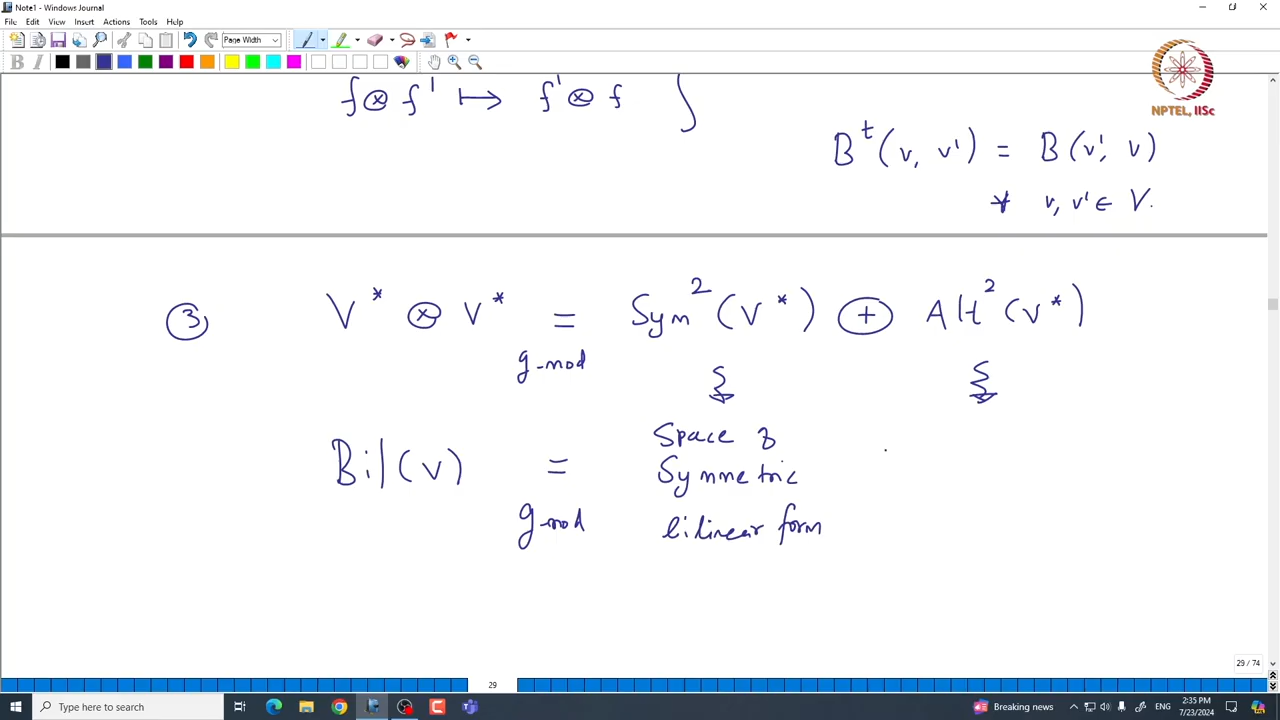 Note1 - Windows Journal
File Edit View Insert Actions Tools Help
Page Width
B I
NPTEL, IISc
f ⊗ f' ↦ f' ⊗ f }
B^t(v, v') = B(v', v)
∀ v, v' ∈ V.
③ V* ⊗ V* = Sym²(V*) ⊕ Alt²(V*)
g-mod
Space of
Bil(V) = Symmetric
g-mod bilinear form
29 / 74
29
Type here to search
Breaking news
ENG
2:35 PM
7/23/2024